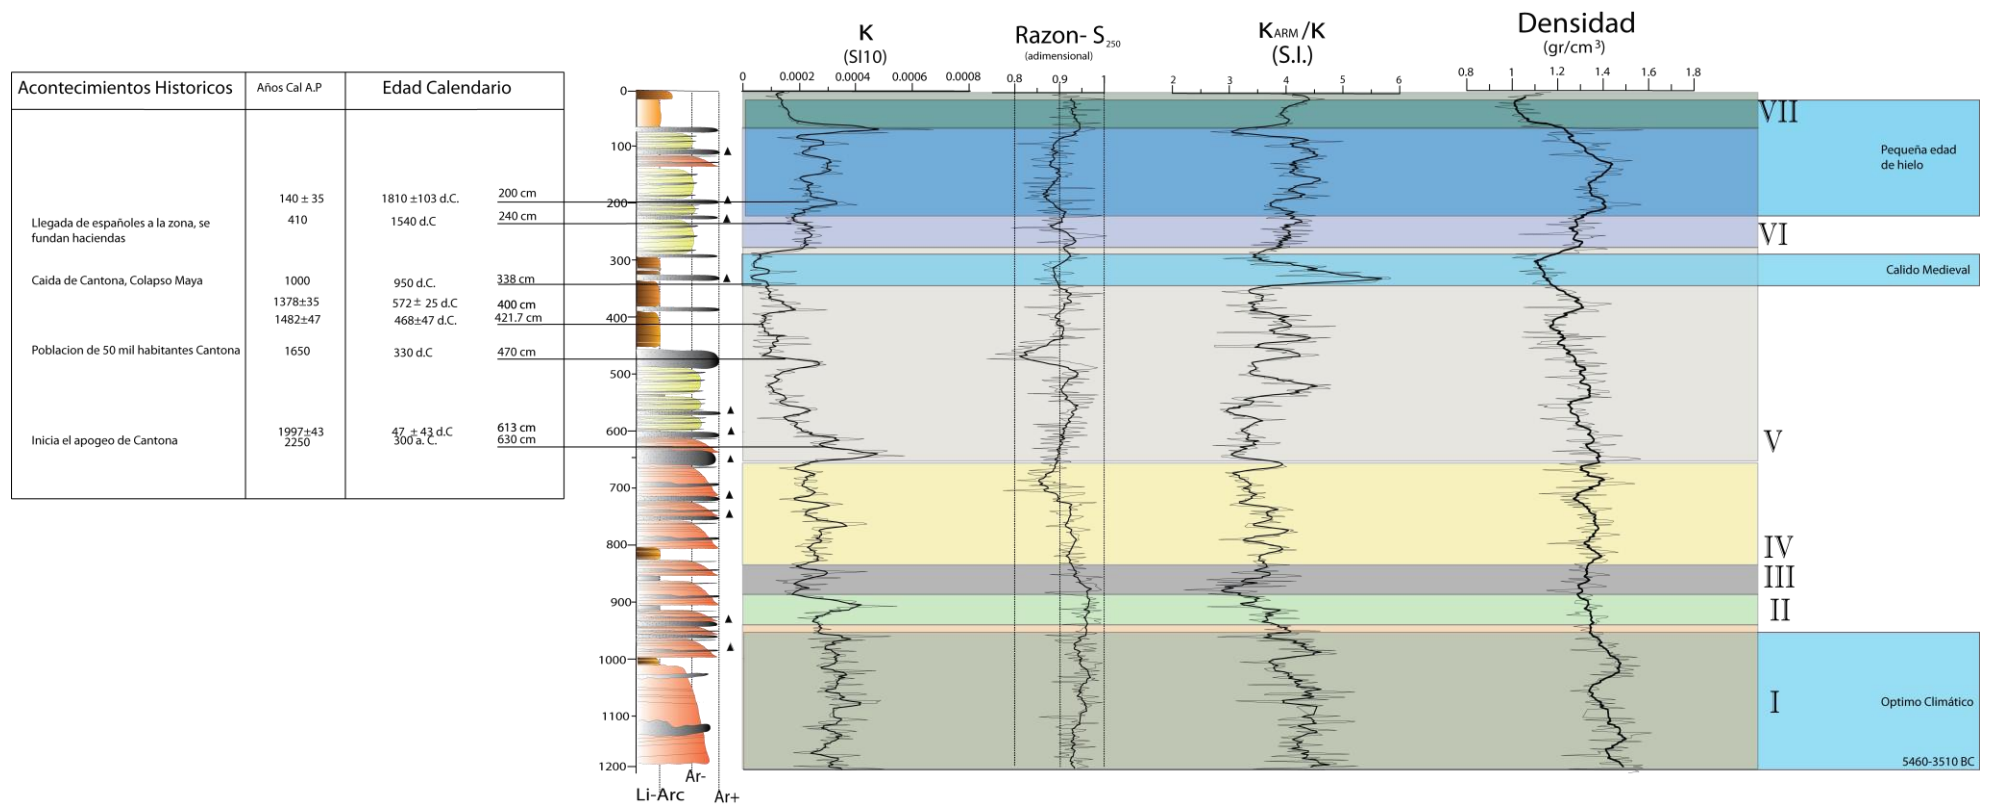 Acontecimientos Historicos
Años Cal A.P
Edad Calendario
140 ± 35
1810 ±103 d.C.
200 cm
Llegada de españoles a la zona, se
fundan haciendas
410
1540 d.C
240 cm
Caida de Cantona, Colapso Maya
1000
950 d.C.
338 cm
1378±35
572 ± 25 d.C
400 cm
1482±47
468±47 d.C.
421.7 cm
Poblacion de 50 mil habitantes Cantona
1650
330 d.C
470 cm
1997±43
47 ± 43 d.C
613 cm
Inicia el apogeo de Cantona
2250
300 a. C.
630 cm
0
100
200
300
400
500
600
700
800
900
1000
1100
1200
Li-Arc
Ar-
Ar+
K
(SI10)
0 0.0002 0.0004 0.0006 0.0008
Razon- S250
(adimensional)
0.8 0.9 1
KARM /K
(S.I.)
2 3 4 5 6
Densidad
(gr/cm3)
0.8 1 1.2 1.4 1.6 1.8
VII
Pequeña edad
de hielo
VI
Calido Medieval
V
IV
III
II
I
Optimo Climático
5460-3510 BC